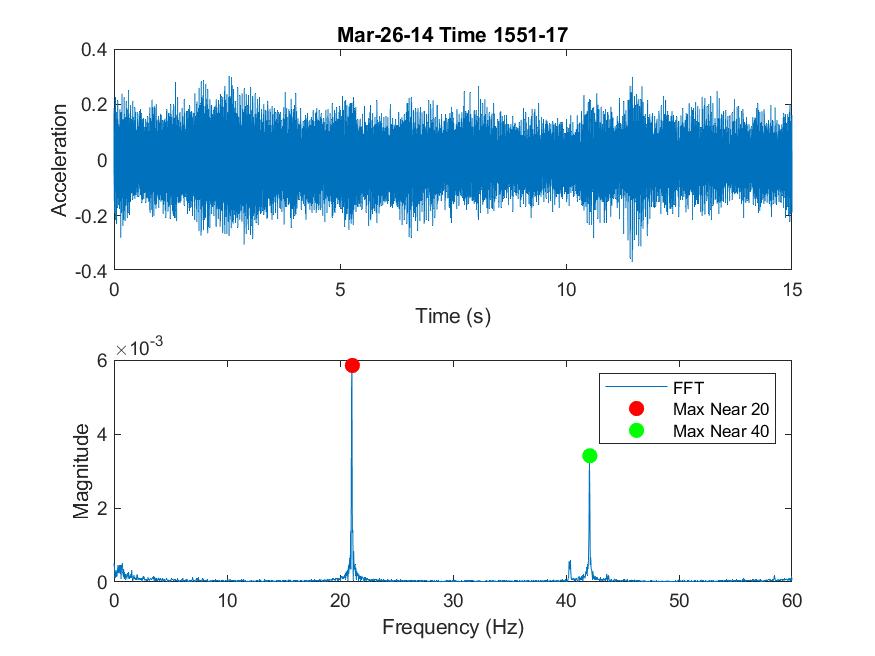 Mar-26-14 Time 1551-17
0.4
0.2
0
-0.2
-0.4
Acceleration
0 5 10 15
Time (s)
×10⁻³
6
4
2
0
Magnitude
FFT
Max Near 20
Max Near 40
0 10 20 30 40 50 60
Frequency (Hz)